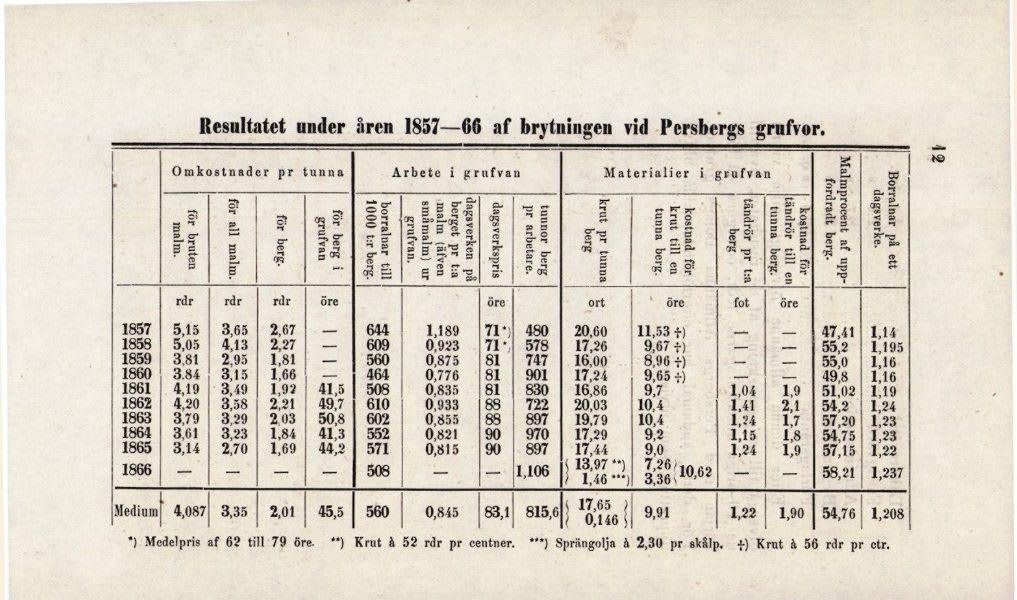 12
Resultatet under åren 1857—66 af brytningen vid Persbergs grufvor.
Omkostnader pr tunna | Arbete i grufvan | Materialier i grufvan | Malmprocent af upp-fordradt berg. | Borralnar på ett dagsverke.
för bruten malm. | för all malm. | för berg. | för berg i grufvan | borralnar till 1000 t:r berg. | dagsverken på berget pr t:a malm (äfven småmalm) ur grufvan. | dagsverkspris | tunnor berg pr arbetare. | krut pr tunna berg | kostnad för krut till en tunna berg. | tändrör pr t:a berg | kostnad för tändrör till en tunna berg.
rdr | rdr | rdr | öre | öre | ort | öre | fot | öre
1857 | 5,15 | 3,65 | 2,67 | — | 644 | 1,189 | 71*) | 480 | 20,60 | 11,53 †) | — | — | 47,41 | 1,14
1858 | 5,05 | 4,13 | 2,27 | — | 609 | 0,923 | 71* | 578 | 17,26 | 9,67 †) | — | — | 55,2 | 1,195
1859 | 3,81 | 2,95 | 1,81 | — | 560 | 0,875 | 81 | 747 | 16,00 | 8,96 †) | — | — | 55,0 | 1,16
1860 | 3.84 | 3,15 | 1,66 | — | 464 | 0,776 | 81 | 901 | 17,24 | 9,65 †) | — | — | 49,8 | 1,16
1861 | 4,19 | 3,49 | 1,92 | 41,5 | 508 | 0,835 | 81 | 830 | 16,86 | 9,7 | 1,04 | 1,9 | 51,02 | 1,19
1862 | 4,20 | 3,58 | 2,21 | 49,7 | 610 | 0,933 | 88 | 722 | 20,03 | 10,4 | 1,41 | 2,1 | 54,2 | 1,24
1863 | 3,79 | 3,29 | 2,03 | 50,8 | 602 | 0,855 | 88 | 897 | 19,79 | 10,4 | 1,24 | 1,7 | 57,20 | 1,23
1864 | 3,61 | 3,23 | 1,84 | 41,3 | 552 | 0,821 | 90 | 970 | 17,29 | 9,2 | 1,15 | 1,8 | 54,75 | 1,23
1865 | 3,14 | 2,70 | 1,69 | 44,2 | 571 | 0,815 | 90 | 897 | 17,44 | 9,0 | 1,24 | 1,9 | 57,15 | 1,22
1866 | — | — | — | — | 508 | — | — | 1,106 | { 13,97 **) 1,46 ***) | 7,26 3,36 } 10,62 | — | — | 58,21 | 1,237
Medium | 4,087 | 3,35 | 2,01 | 45,5 | 560 | 0,845 | 83,1 | 815,6 | { 17,65 0,146 } | 9,91 | 1,22 | 1,90 | 54,76 | 1,208
*) Medelpris af 62 till 79 öre. **) Krut à 52 rdr pr centner. ***) Sprängolja à 2,30 pr skålp. †) Krut à 56 rdr pr ctr.